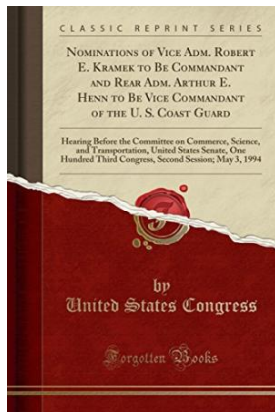 CLASSIC REPRINT SERIES
Nominations of Vice Adm. Robert
E. Kramek to Be Commandant
and Rear Adm. Arthur E.
Henn to Be Vice Commandant
of the U. S. Coast Guard
Hearing Before the Committee on Commerce, Science,
and Transportation, United States Senate, One
Hundred Third Congress, Second Session; May 3, 1994
by
United States Congress
Forgotten Books